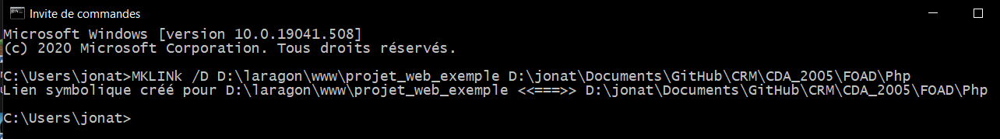 Invite de commandes
Microsoft Windows [version 10.0.19041.508]
(c) 2020 Microsoft Corporation. Tous droits réservés.
C:\Users\jonat>MKLINk /D D:\laragon\www\projet_web_exemple D:\jonat\Documents\GitHub\CRM\CDA_2005\FOAD\Php
Lien symbolique créé pour D:\laragon\www\projet_web_exemple <<===>> D:\jonat\Documents\GitHub\CRM\CDA_2005\FOAD\Php
C:\Users\jonat>